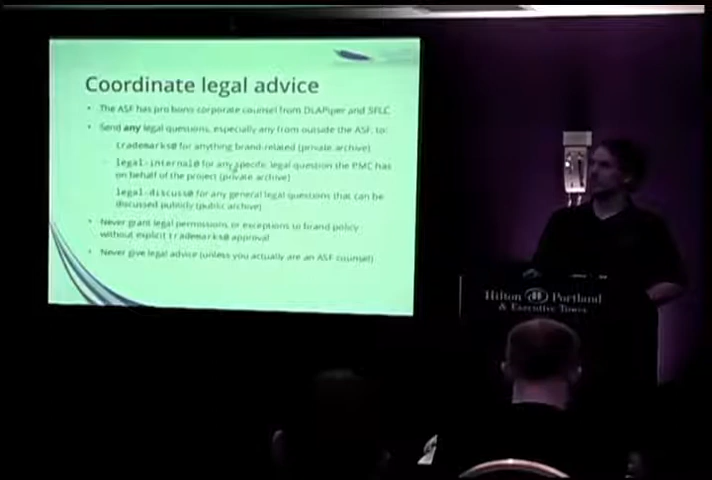 Coordinate legal advice
• The ASF has pro bono corporate counsel from DLAPiper and SFLC
• Send any legal questions, especially any from outside the ASF, to:
trademarks@ for anything brand-related (private archive)
legal-internal@ for any specific legal question the PMC has
on behalf of the project (private archive)
legal-discuss@ for any general legal questions that can be
discussed publicly (public archive)
• Never grant legal permissions or exceptions to brand policy
without explicit trademarks@ approval
• Never give legal advice (unless you actually are an ASF counsel)
Hilton Portland
& Executive Tower